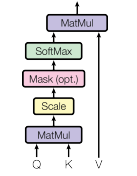 MatMul
SoftMax
Mask (opt.)
Scale
MatMul
Q K V